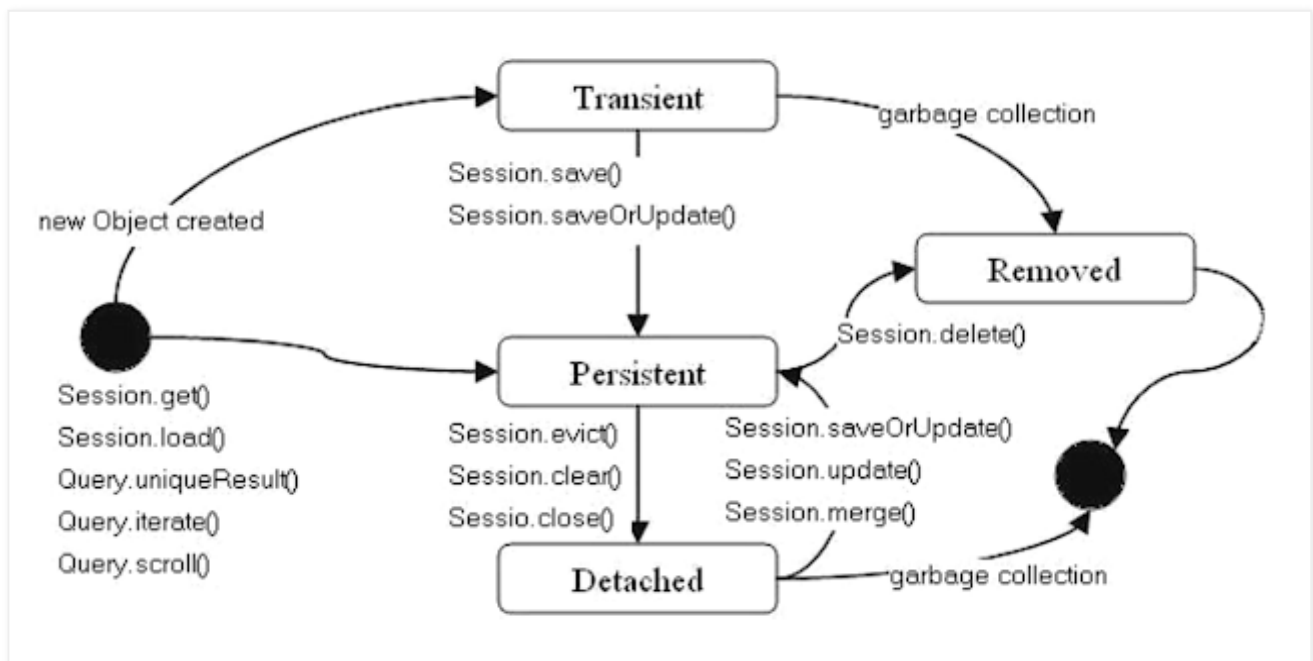 Transient
garbage collection
Session.save()
Session.saveOrUpdate()
new Object created
Removed
Session.delete()
Persistent
Session.get()
Session.load()
Query.uniqueResult()
Query.iterate()
Query.scroll()
Session.evict()
Session.clear()
Sessio.close()
Session.saveOrUpdate()
Session.update()
Session.merge()
Detached
garbage collection